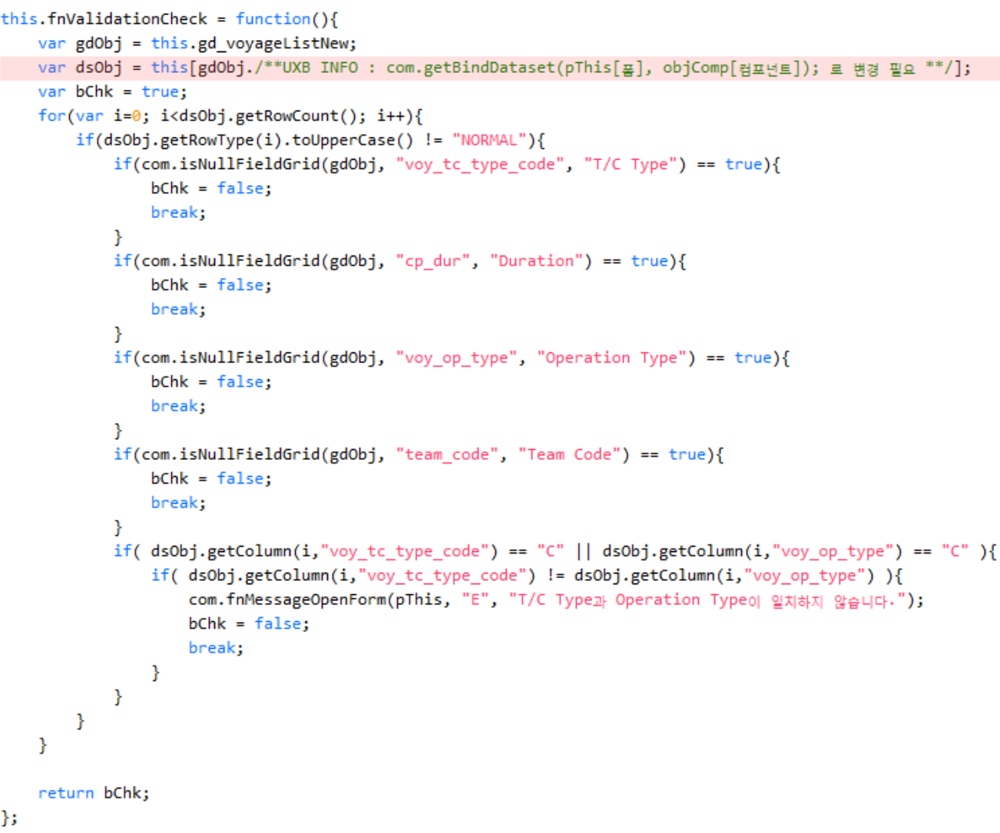 this.fnValidationCheck = function(){
    var gdObj = this.gd_voyageListNew;
    var dsObj = this[gdObj./**UXB INFO : com.getBindDataset(pThis[폼], objComp[컴포넌트]); 로 변경 필요 **/];
    var bChk = true;
    for(var i=0; i<dsObj.getRowCount(); i++){
        if(dsObj.getRowType(i).toUpperCase() != "NORMAL"){
            if(com.isNullFieldGrid(gdObj, "voy_tc_type_code", "T/C Type") == true){
                bChk = false;
                break;
            }
            if(com.isNullFieldGrid(gdObj, "cp_dur", "Duration") == true){
                bChk = false;
                break;
            }
            if(com.isNullFieldGrid(gdObj, "voy_op_type", "Operation Type") == true){
                bChk = false;
                break;
            }
            if(com.isNullFieldGrid(gdObj, "team_code", "Team Code") == true){
                bChk = false;
                break;
            }
            if( dsObj.getColumn(i,"voy_tc_type_code") == "C" || dsObj.getColumn(i,"voy_op_type") == "C" ){
                if( dsObj.getColumn(i,"voy_tc_type_code") != dsObj.getColumn(i,"voy_op_type") ){
                    com.fnMessageOpenForm(pThis, "E", "T/C Type과 Operation Type이 일치하지 않습니다.");
                    bChk = false;
                    break;
                }
            }
        }
    }

    return bChk;
};